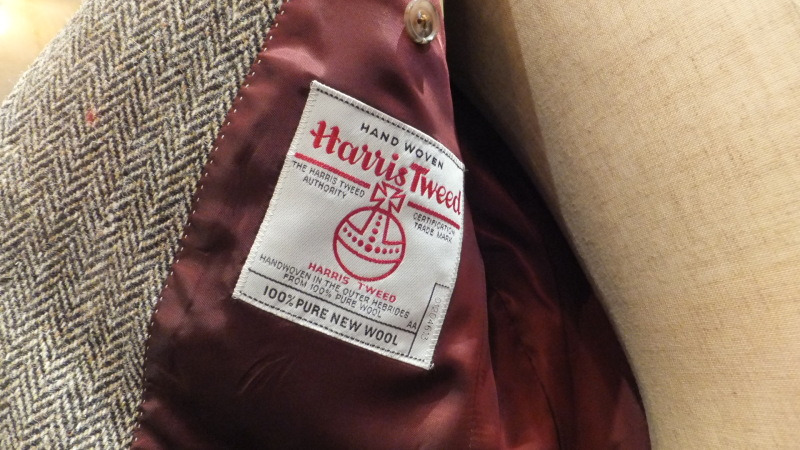 HAND WOVEN
Harris Tweed
THE HARRIS TWEED
AUTHORITY
CERTIFICATION
TRADE MARK
HARRIS TWEED
HANDWOVEN IN THE OUTER HEBRIDES
FROM 100% PURE WOOL
AA
100% PURE NEW WOOL